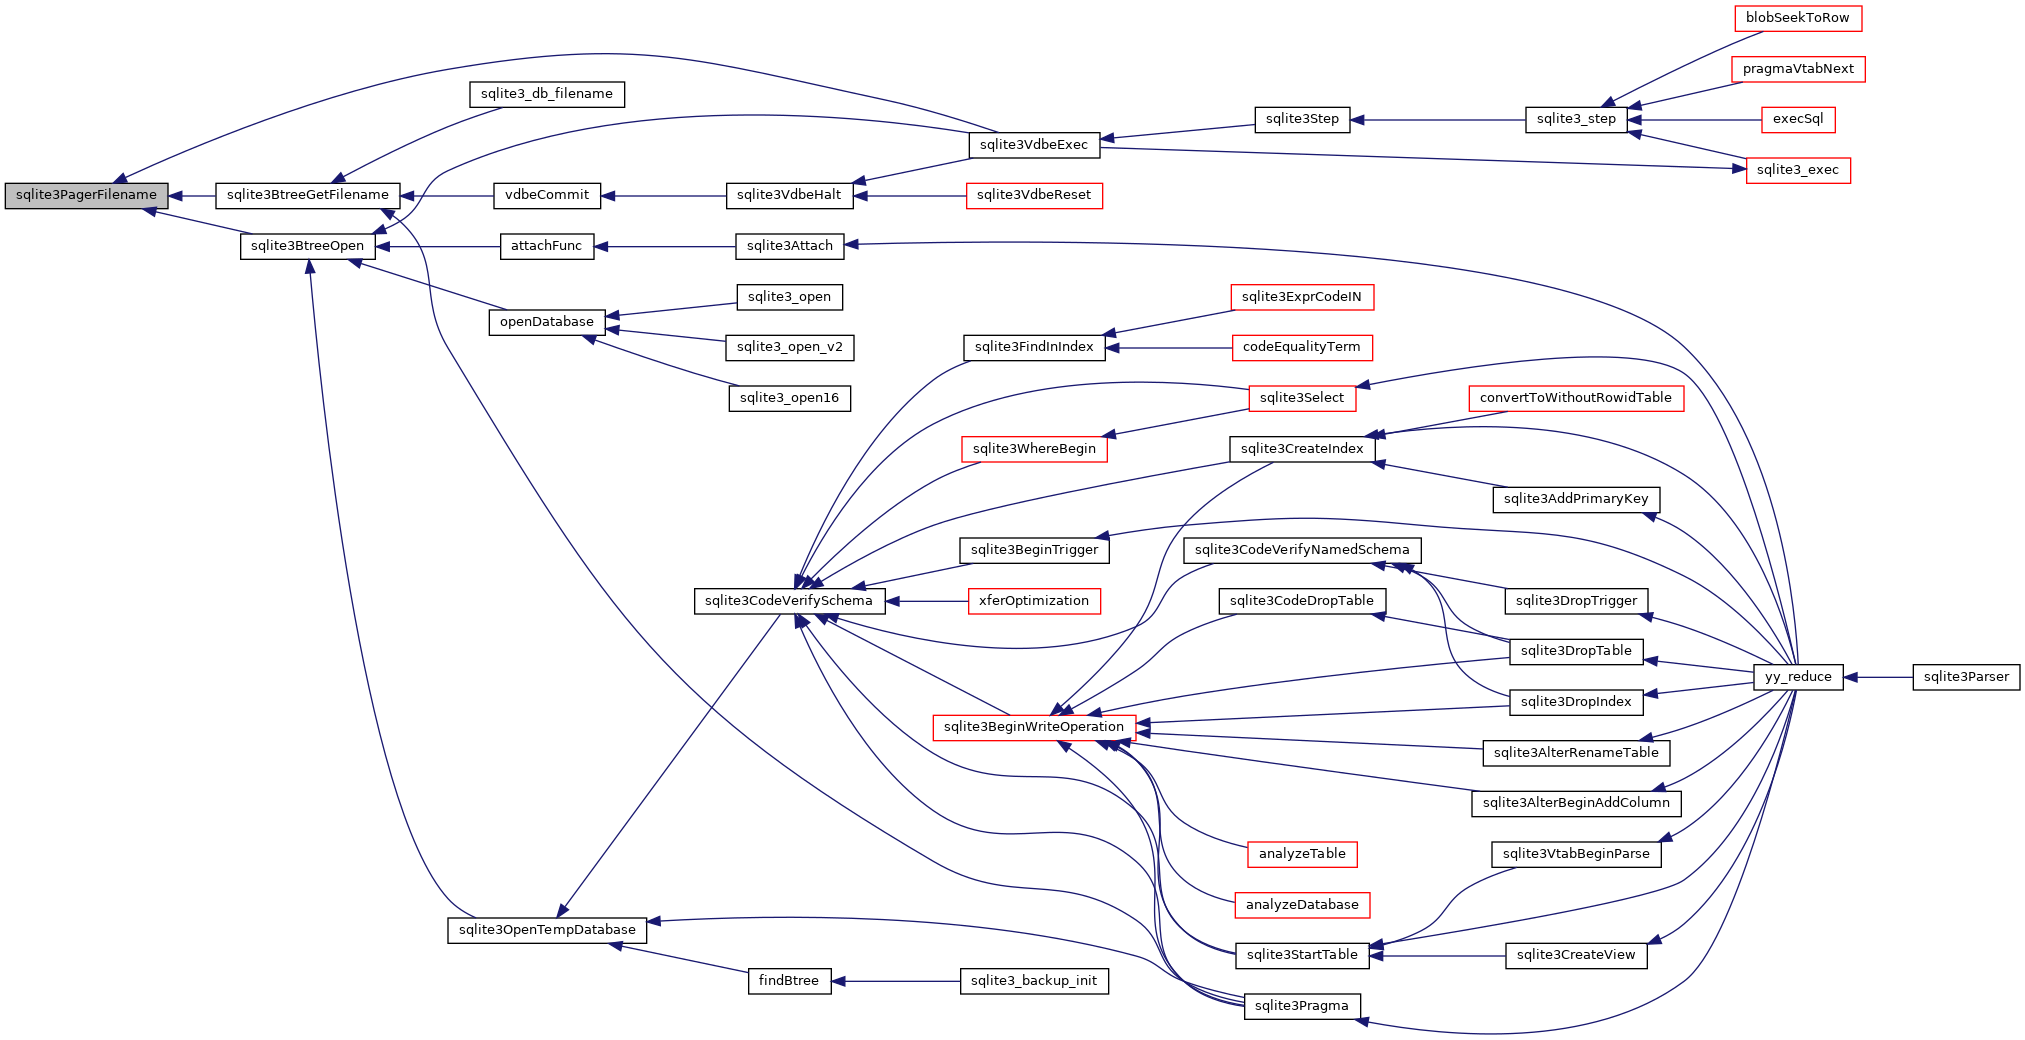 blobSeekToRow
pragmaVtabNext
sqlite3_db_filename
sqlite3Step
sqlite3_step
execSql
sqlite3VdbeExec
sqlite3_exec
sqlite3PagerFilename
sqlite3BtreeGetFilename
vdbeCommit
sqlite3VdbeHalt
sqlite3VdbeReset
sqlite3BtreeOpen
attachFunc
sqlite3Attach
sqlite3_open
sqlite3ExprCodeIN
openDatabase
sqlite3_open_v2
sqlite3FindInIndex
codeEqualityTerm
sqlite3_open16
sqlite3Select
convertToWithoutRowidTable
sqlite3WhereBegin
sqlite3CreateIndex
sqlite3AddPrimaryKey
sqlite3BeginTrigger
sqlite3CodeVerifyNamedSchema
sqlite3CodeVerifySchema
xferOptimization
sqlite3CodeDropTable
sqlite3DropTrigger
sqlite3DropTable
yy_reduce
sqlite3Parser
sqlite3DropIndex
sqlite3BeginWriteOperation
sqlite3AlterRenameTable
sqlite3AlterBeginAddColumn
analyzeTable
sqlite3VtabBeginParse
analyzeDatabase
sqlite3OpenTempDatabase
sqlite3StartTable
sqlite3CreateView
findBtree
sqlite3_backup_init
sqlite3Pragma